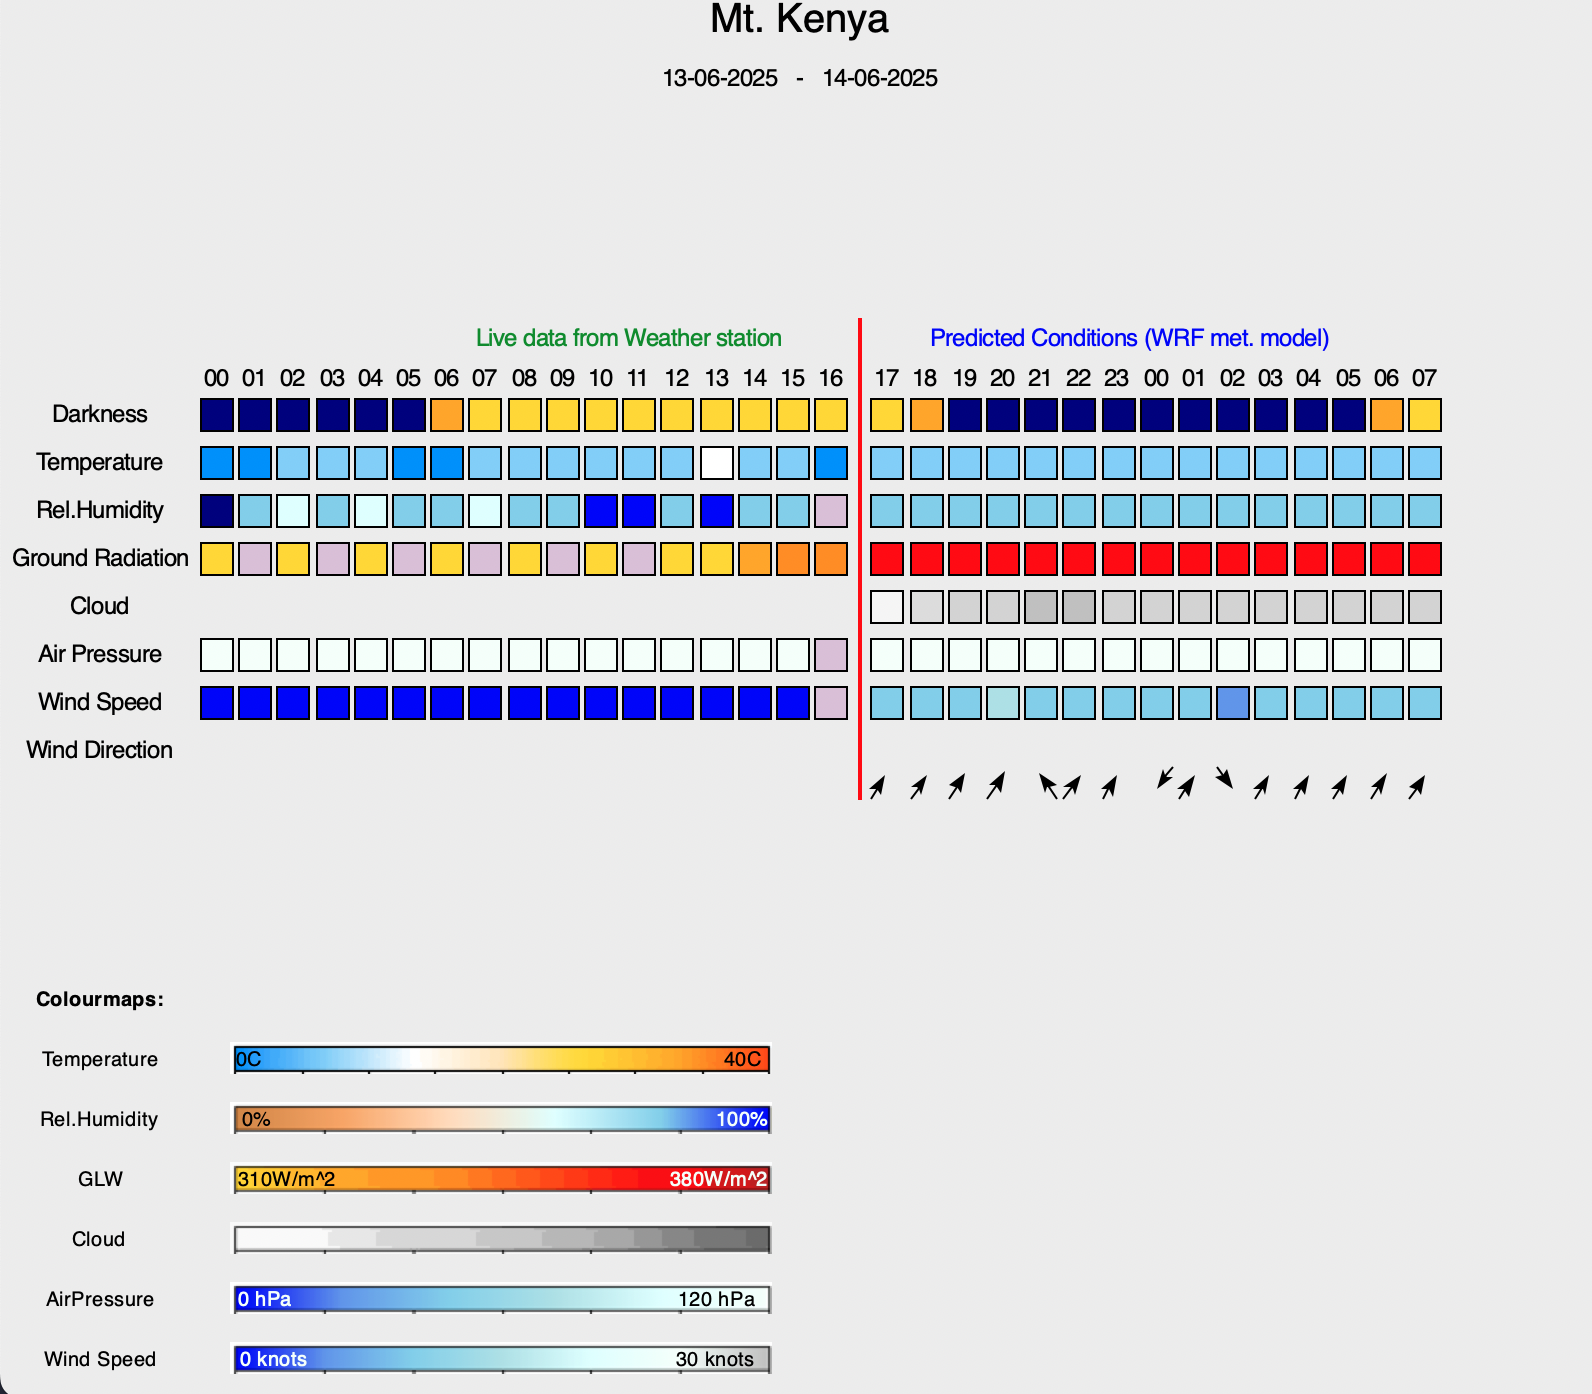 Mt. Kenya
13-06-2025 - 14-06-2025
Live data from Weather station
Predicted Conditions (WRF met. model)
00 01 02 03 04 05 06 07 08 09 10 11 12 13 14 15 16 17 18 19 20 21 22 23 00 01 02 03 04 05 06 07
Darkness
Temperature
Rel.Humidity
Ground Radiation
Cloud
Air Pressure
Wind Speed
Wind Direction
Colourmaps:
Temperature 0C 40C
Rel.Humidity 0% 100%
GLW 310W/m^2 380W/m^2
Cloud
AirPressure 0 hPa 120 hPa
Wind Speed 0 knots 30 knots